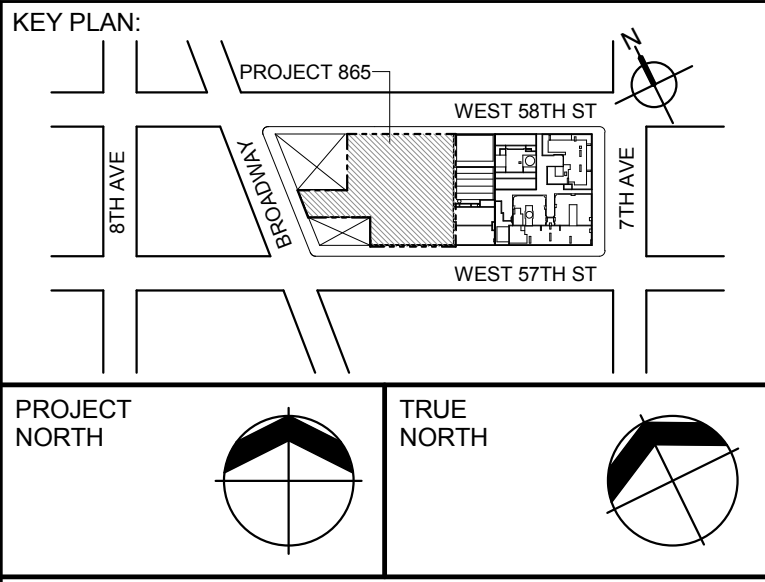 KEY PLAN:
N
PROJECT 865
WEST 58TH ST
8TH AVE
BROADWAY
7TH AVE
WEST 57TH ST
PROJECT
NORTH
TRUE
NORTH